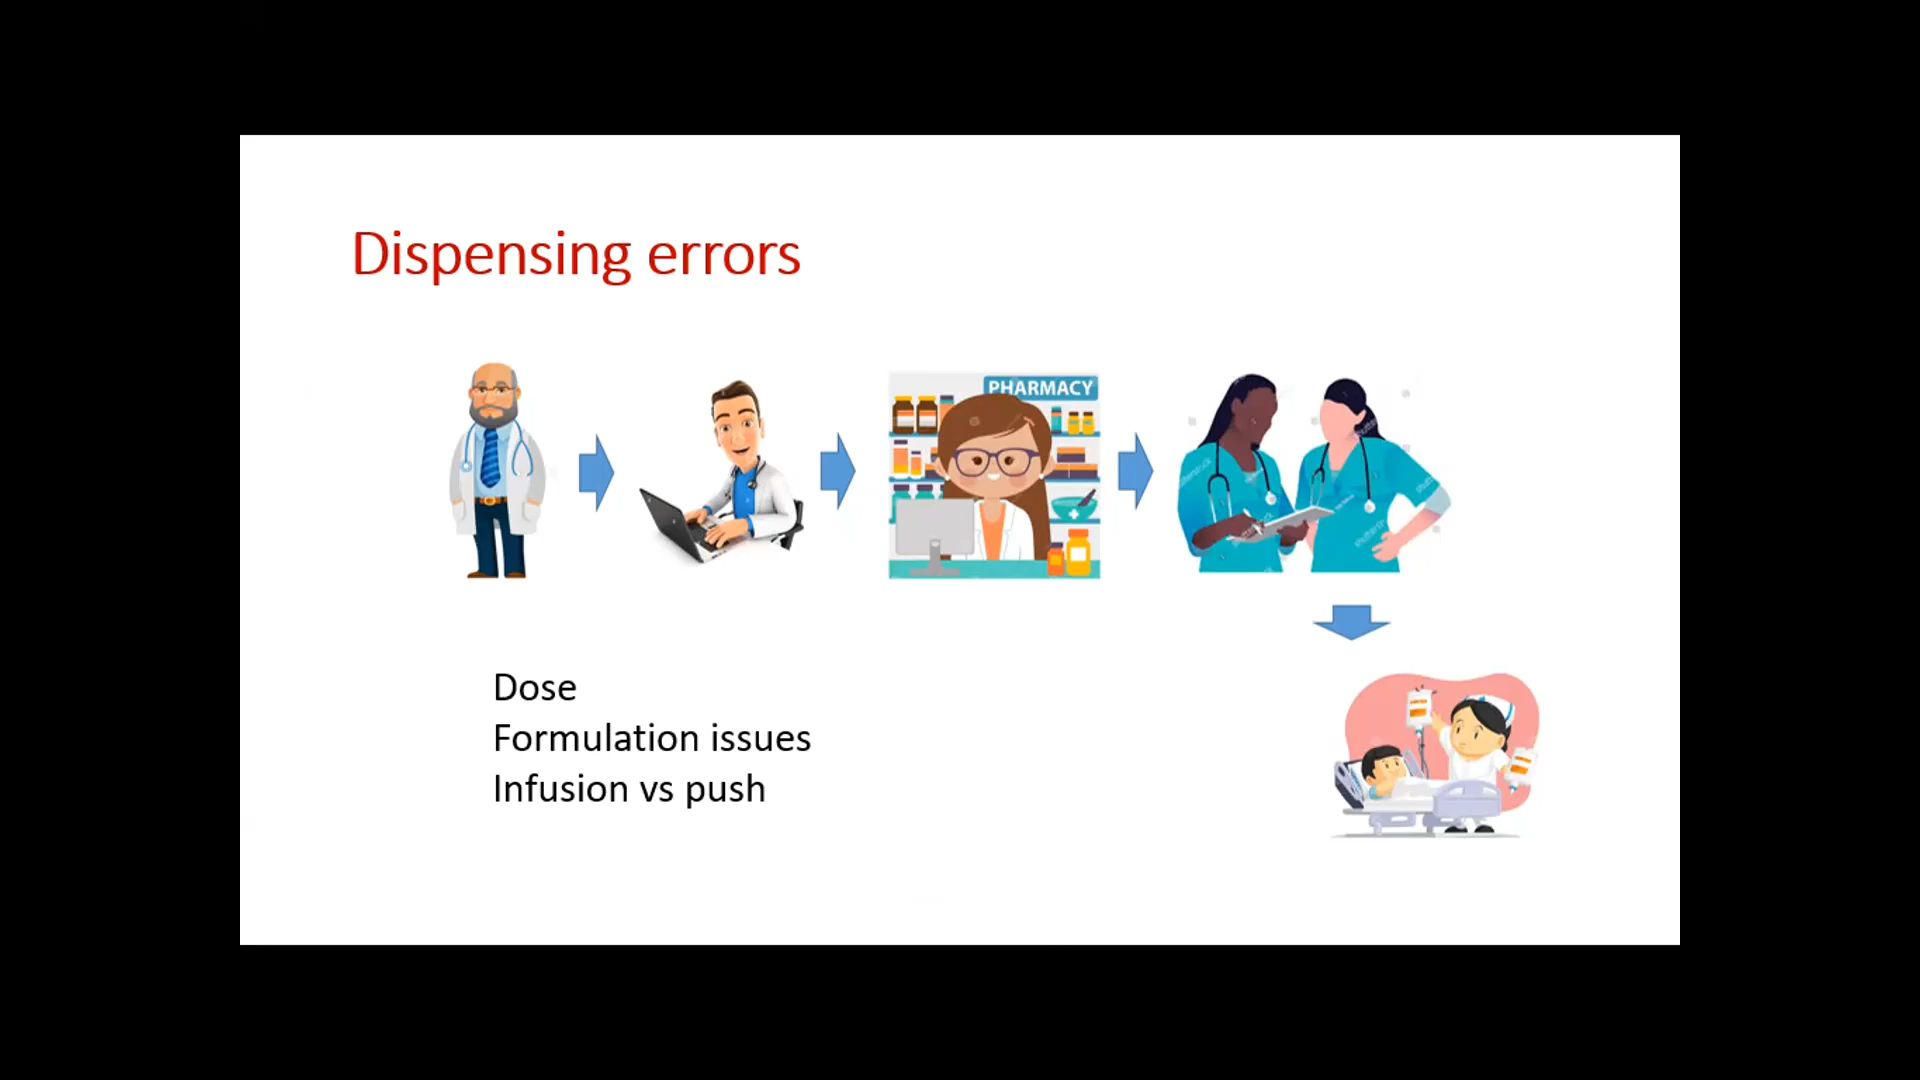 Dispensing errors
PHARMACY
Dose
Formulation issues
Infusion vs push